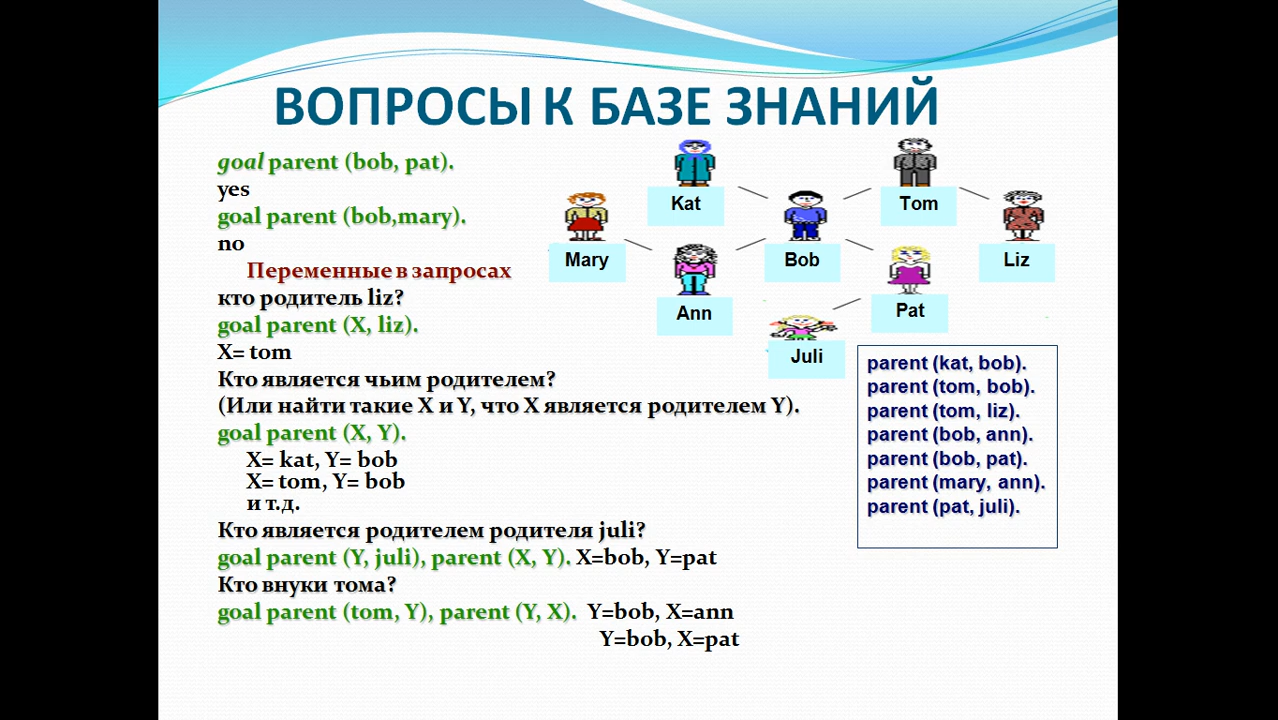 ВОПРОСЫ К БАЗЕ ЗНАНИЙ
goal parent (bob, pat).
yes
goal parent (bob,mary).
no
Переменные в запросах
кто родитель liz?
goal parent (X, liz).
X= tom
Кто является чьим родителем?
(Или найти такие X и Y, что X является родителем Y).
goal parent (X, Y).
X= kat, Y= bob
X= tom, Y= bob
и т.д.
Кто является родителем родителя juli?
goal parent (Y, juli), parent (X, Y). X=bob, Y=pat
Кто внуки тома?
goal parent (tom, Y), parent (Y, X). Y=bob, X=ann
Y=bob, X=pat
Kat
Tom
Mary
Bob
Liz
Ann
Pat
Juli
parent (kat, bob).
parent (tom, bob).
parent (tom, liz).
parent (bob, ann).
parent (bob, pat).
parent (mary, ann).
parent (pat, juli).